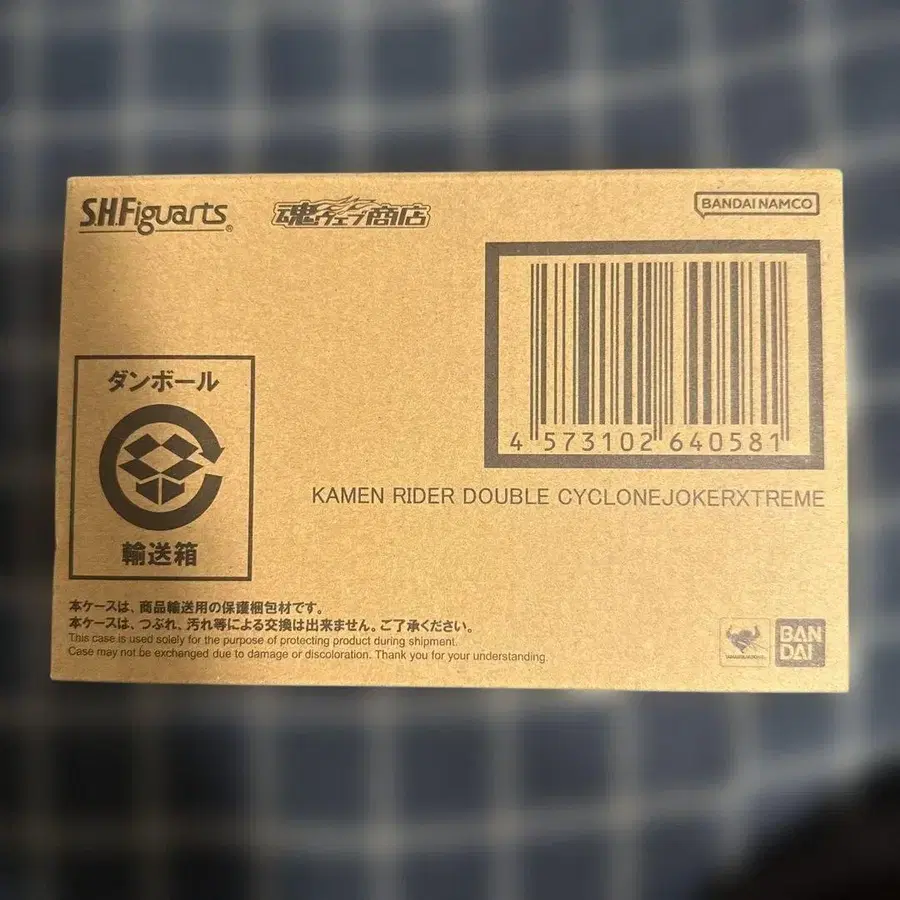 S.H.Figuarts®
魂ウェブ商店
BANDAI NAMCO
4 573102 640581
KAMEN RIDER DOUBLE CYCLONEJOKERXTREME
ダンボール
輸送箱
本ケースは、商品輸送用の保護梱包材です。
本ケースは、つぶれ、汚れ等による交換は出来ません。ご了承ください。
This case is used solely for the purpose of protecting product during shipment.
Case may not be exchanged due to damage or discoloration. Thank you for your understanding.
BAN
DAI